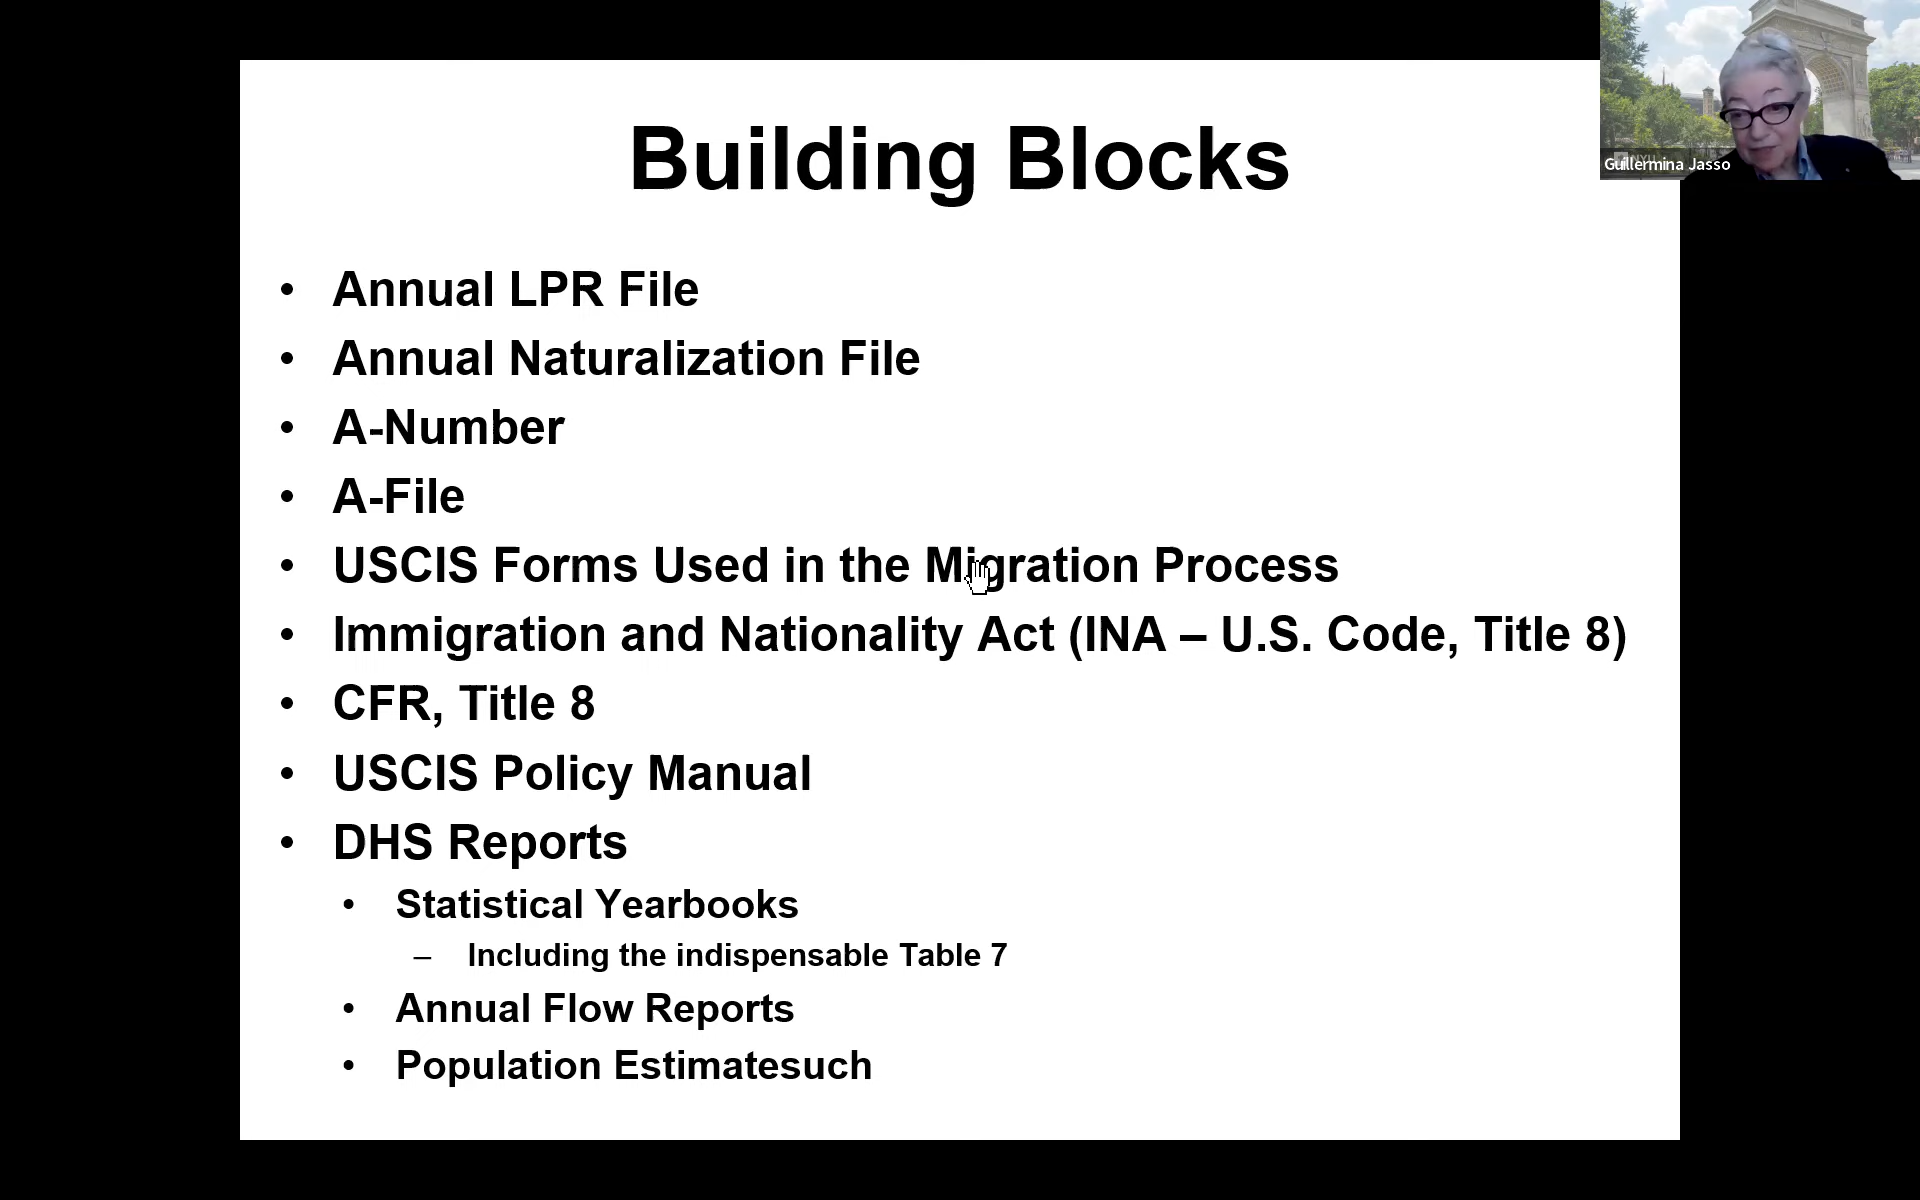 Building Blocks
Guillermina Jasso
• Annual LPR File
• Annual Naturalization File
• A-Number
• A-File
• USCIS Forms Used in the Migration Process
• Immigration and Nationality Act (INA – U.S. Code, Title 8)
• CFR, Title 8
• USCIS Policy Manual
• DHS Reports
• Statistical Yearbooks
– Including the indispensable Table 7
• Annual Flow Reports
• Population Estimatesuch